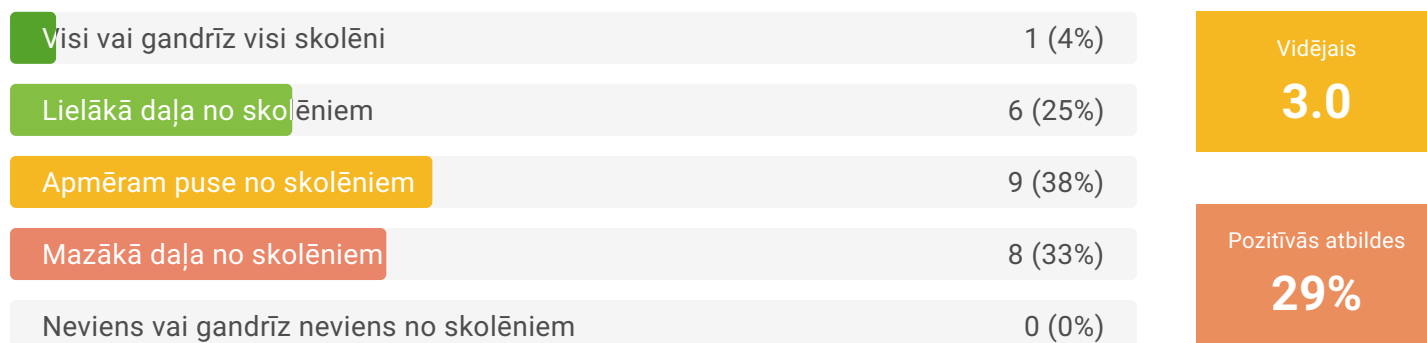 Visi vai gandrīz visi skolēni 1 (4%)
Lielākā daļa no skolēniem 6 (25%)
Apmēram puse no skolēniem 9 (38%)
Mazākā daļa no skolēniem 8 (33%)
Neviens vai gandrīz neviens no skolēniem 0 (0%)
Vidējais
3.0
Pozitīvās atbildes
29%